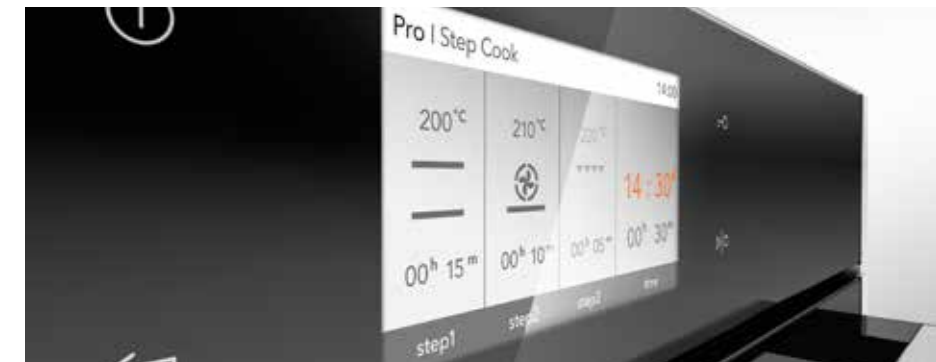 Pro | Step Cook
14:00
200°C
210°C
14 : 30
00h 15m
00h 10m
00h 05m
00h 30m
step1
step2
step3